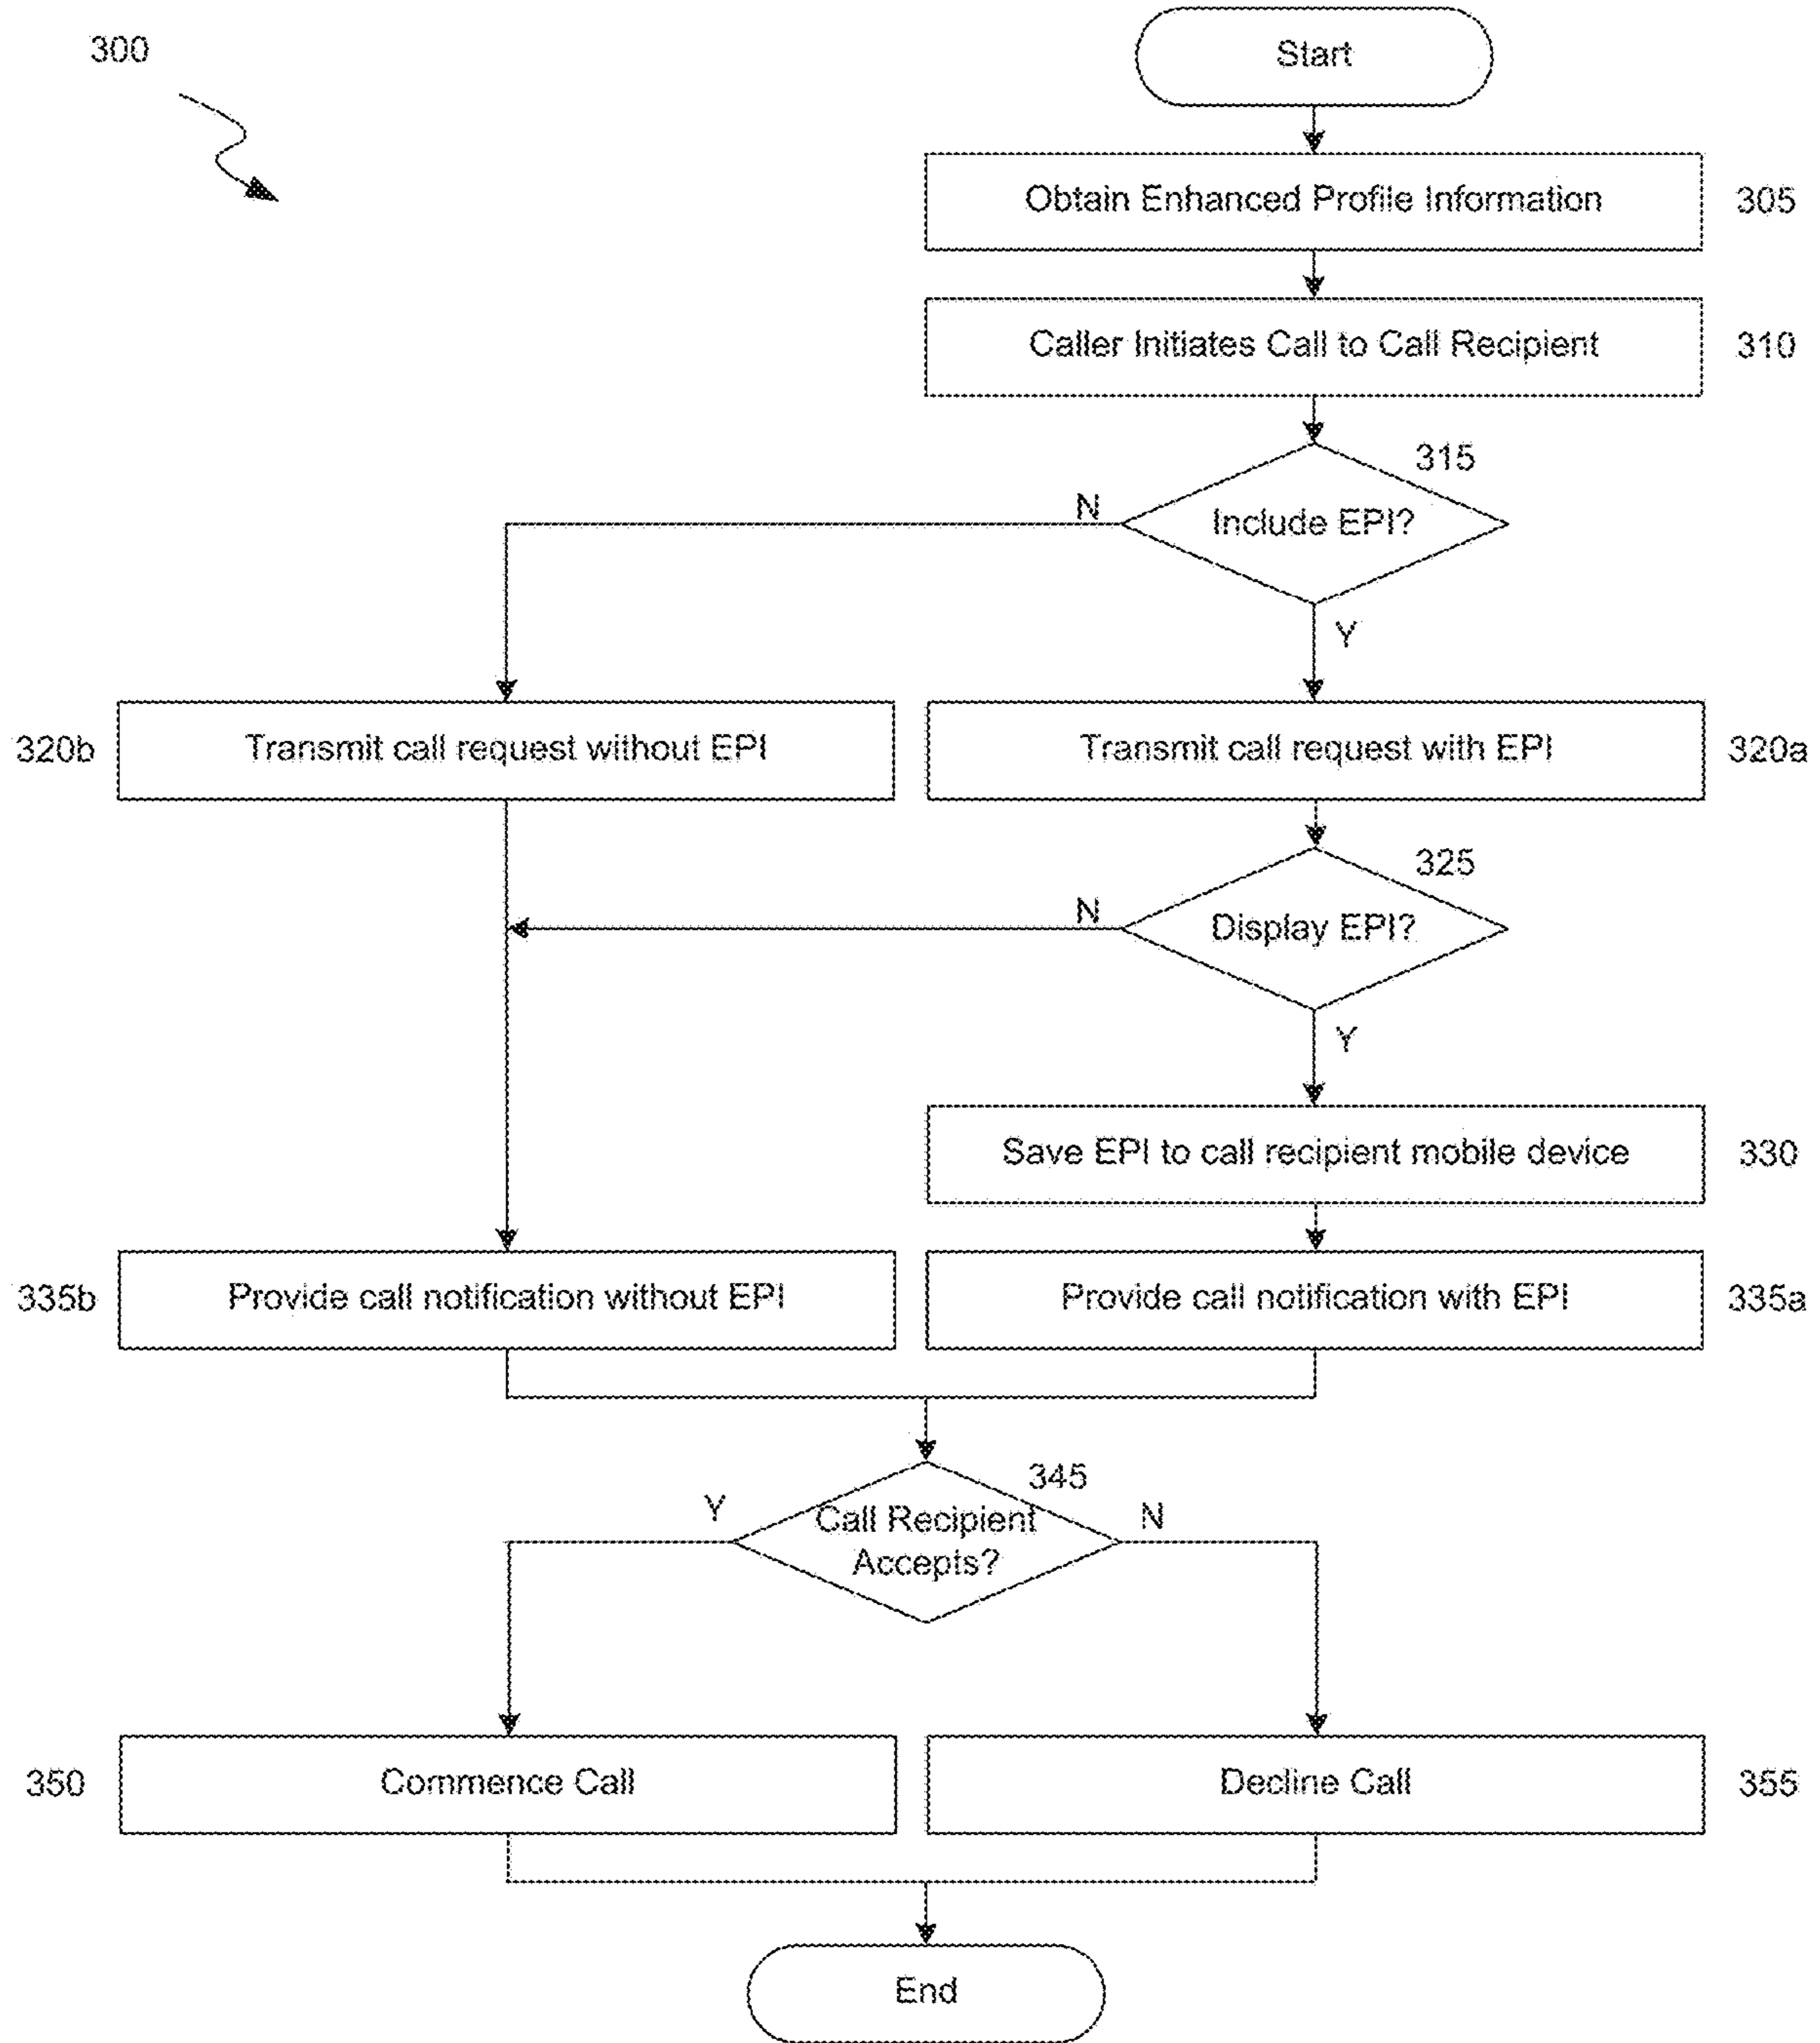 300
Start
Obtain Enhanced Profile Information
305
Caller Initiates Call to Call Recipient
310
315
Include EPI?
N
Y
320b
Transmit call request without EPI
Transmit call request with EPI
320a
325
Display EPI?
N
Y
Save EPI to call recipient mobile device
330
335b
Provide call notification without EPI
Provide call notification with EPI
335a
345
Y
Call Recipient
Accepts?
N
350
Commence Call
Decline Call
355
End